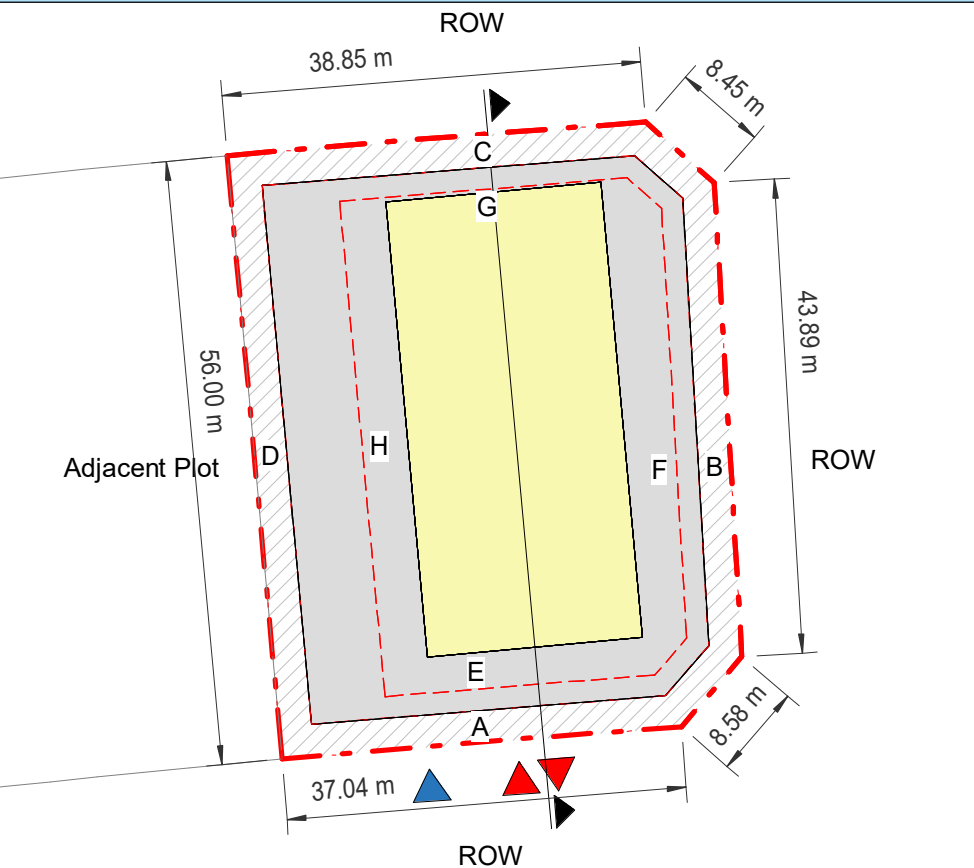 ROW
38.85 m
8.45 m
C
G
43.89 m
56.00 m
H
D
Adjacent Plot
F
B
ROW
E
A
8.58 m
37.04 m
ROW